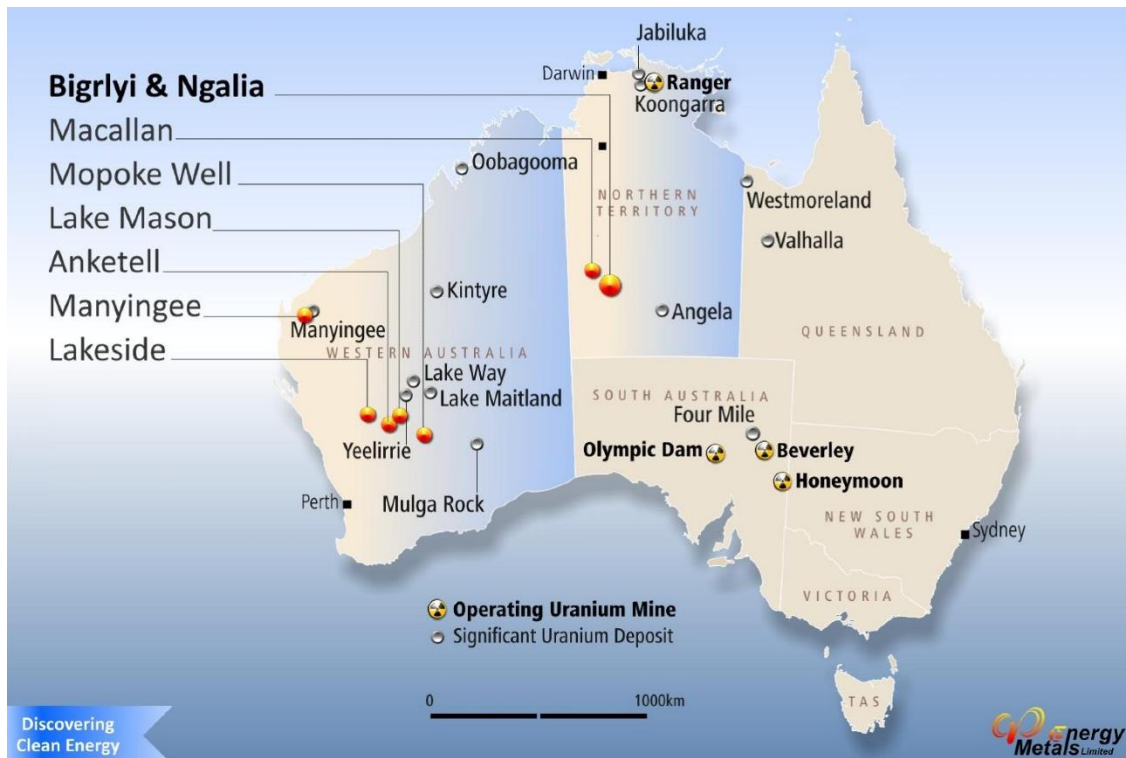 Bigrlyi & Ngalia
Macallan
Mopoke Well
Lake Mason
Anketell
Manyingee
Lakeside
Jabiluka
Darwin
Ranger
Koongarra
Oobagooma
NORTHERN
TERRITORY
Westmoreland
Valhalla
Kintyre
Angela
Manyingee
QUEENSLAND
WESTERN AUSTRALIA
Lake Way
Lake Maitland
SOUTH AUSTRALIA
Four Mile
Yeelirrie
Olympic Dam
Beverley
Honeymoon
Perth
Mulga Rock
NEW SOUTH
WALES
Sydney
VICTORIA
Operating Uranium Mine
Significant Uranium Deposit
0 1000km
TAS
Discovering
Clean Energy
Energy
Metals Limited